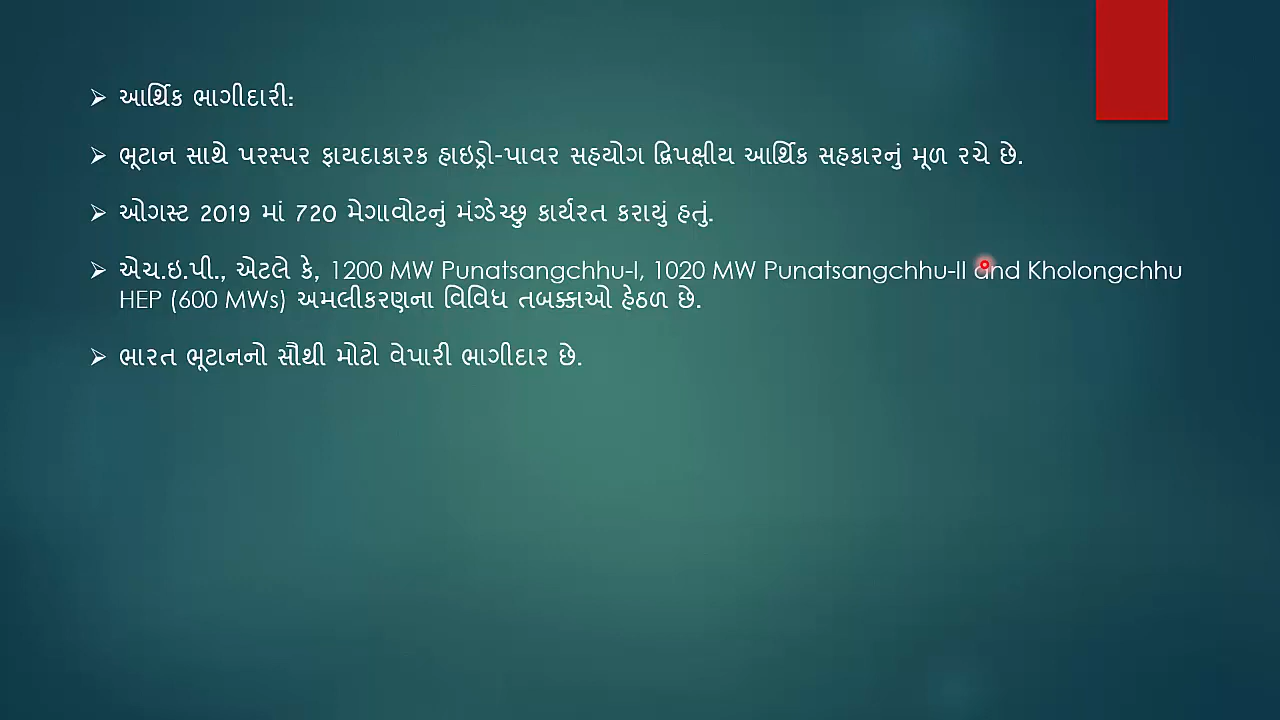 આર્થિક ભાગીદારી:
ભૂટાન સાથે પરસ્પર ફાયદાકારક હાઇડ્રો-પાવર સહયોગ દ્વિપક્ષીય આર્થિક સહકારનું મૂળ રચે છે.
ઓગસ્ટ 2019 માં 720 મેગાવોટનું મંગ્ડેચ્છુ કાર્યરત કરાયું હતું.
એચ.ઇ.પી., એટલે કે, 1200 MW Punatsangchhu-I, 1020 MW Punatsangchhu-II and Kholongchhu
HEP (600 MWs) અમલીકરણના વિવિધ તબક્કાઓ હેઠળ છે.
ભારત ભૂટાનનો સૌથી મોટો વેપારી ભાગીદાર છે.